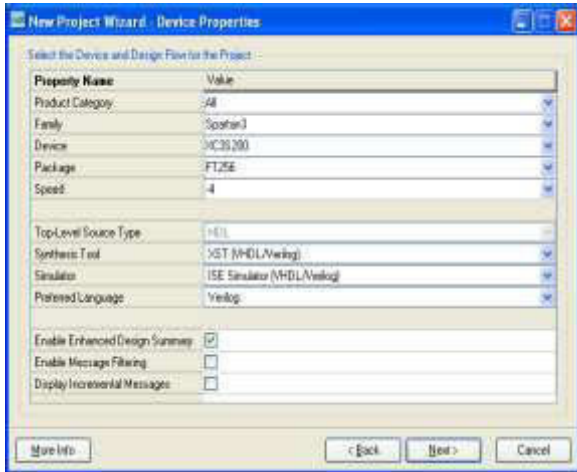 New Project Wizard - Device Properties
Select the Device and Design Flow for the Project
Property Name Value
Product Category All
Family Spartan3
Device XC3S200
Package FT256
Speed -4
Top-Level Source Type HDL
Synthesis Tool XST (VHDL/Verilog)
Simulator ISE Simulator (VHDL/Verilog)
Preferred Language Verilog
Enable Enhanced Design Summary
Enable Message Filtering
Display Incremental Messages
More Info < Back Next > Cancel